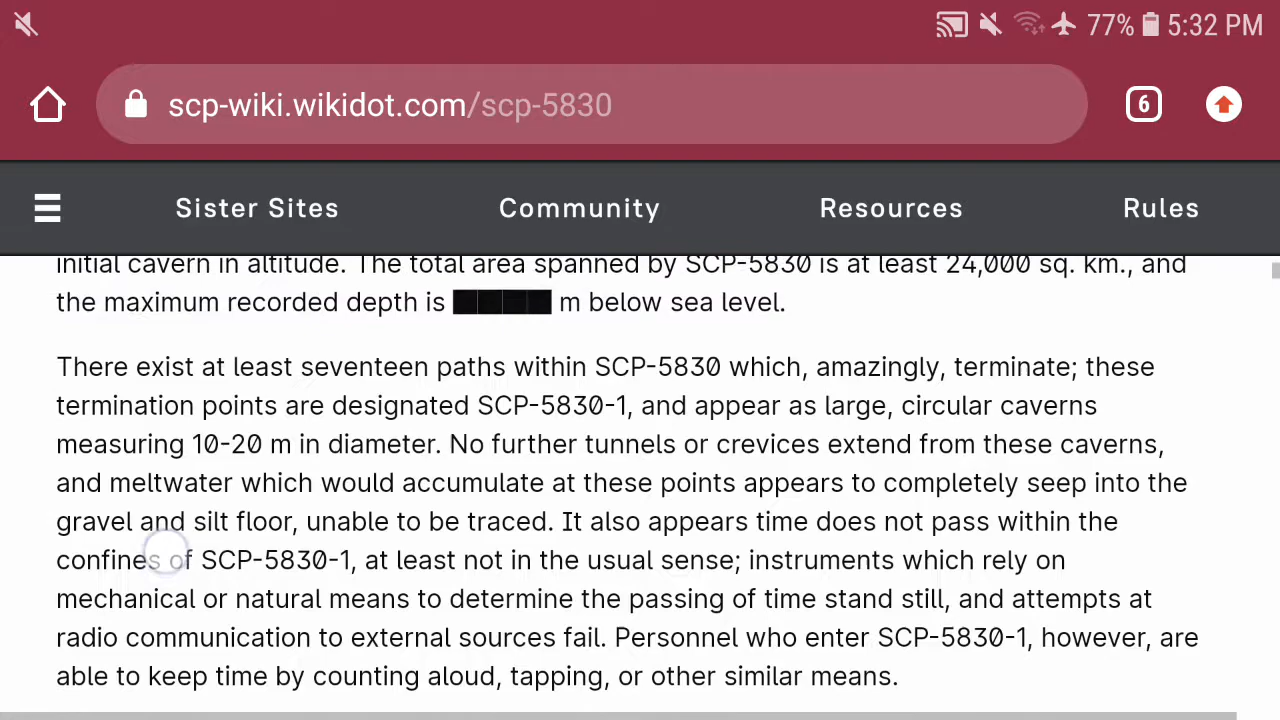 77% 5:32 PM
scp-wiki.wikidot.com/scp-5830 6
Sister Sites Community Resources Rules
initial cavern in altitude. The total area spanned by SCP-5830 is at least 24,000 sq. km., and
the maximum recorded depth is █████ m below sea level.
There exist at least seventeen paths within SCP-5830 which, amazingly, terminate; these
termination points are designated SCP-5830-1, and appear as large, circular caverns
measuring 10-20 m in diameter. No further tunnels or crevices extend from these caverns,
and meltwater which would accumulate at these points appears to completely seep into the
gravel and silt floor, unable to be traced. It also appears time does not pass within the
confines of SCP-5830-1, at least not in the usual sense; instruments which rely on
mechanical or natural means to determine the passing of time stand still, and attempts at
radio communication to external sources fail. Personnel who enter SCP-5830-1, however, are
able to keep time by counting aloud, tapping, or other similar means.